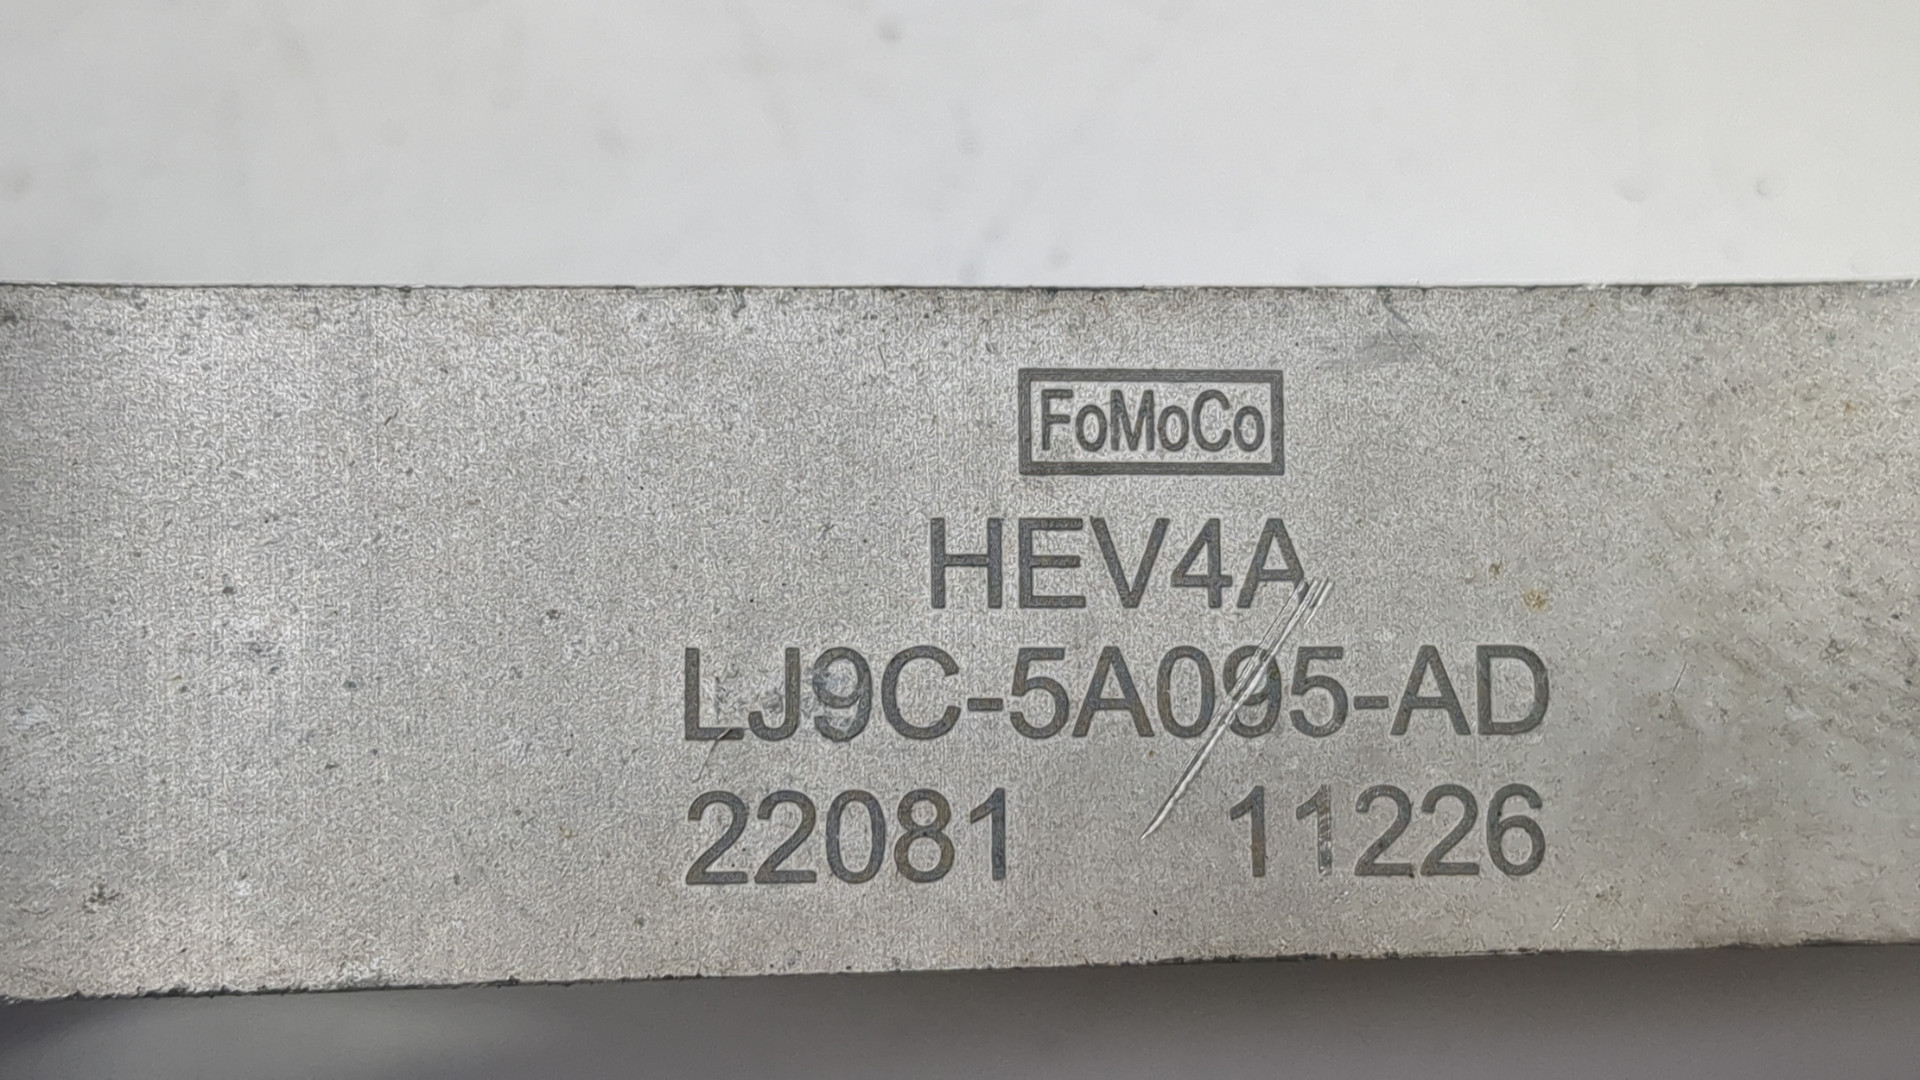 FoMoCo
HEV4A
LJ9C-5A095-AD
22081 11226